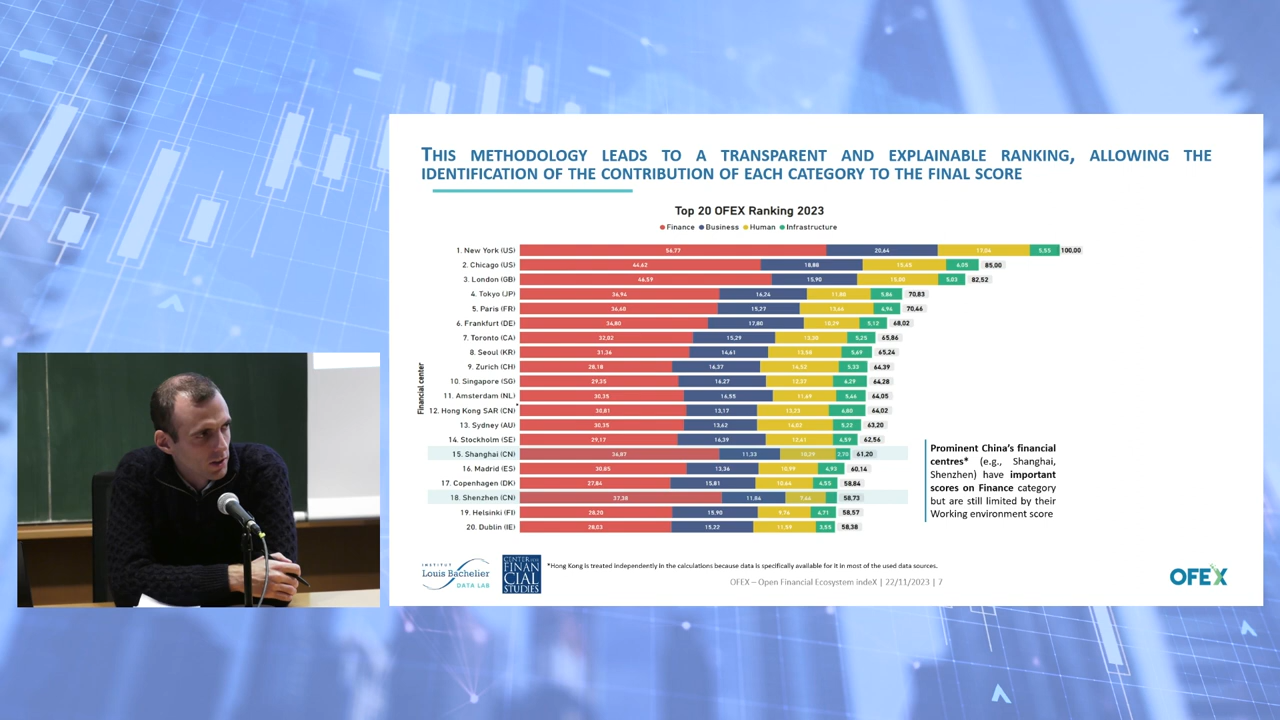 THIS METHODOLOGY LEADS TO A TRANSPARENT AND EXPLAINABLE RANKING, ALLOWING THE
IDENTIFICATION OF THE CONTRIBUTION OF EACH CATEGORY TO THE FINAL SCORE
Top 20 OFEX Ranking 2023
Finance Business Human Infrastructure
Financial center
1. New York (US) 56,77 20,64 17,04 5,55 100,00
2. Chicago (US) 44,62 18,88 15,45 6,05 85,00
3. London (GB) 46,59 15,90 15,00 5,03 82,52
4. Tokyo (JP) 36,94 16,24 11,80 5,86 70,83
5. Paris (FR) 36,60 15,27 13,64 4,94 70,46
6. Frankfurt (DE) 34,80 17,80 10,29 5,12 68,02
7. Toronto (CA) 32,02 15,29 13,30 5,25 65,86
8. Seoul (KR) 31,36 14,61 13,58 5,69 65,24
9. Zurich (CH) 28,18 16,37 14,52 5,33 64,39
10. Singapore (SG) 29,35 16,27 12,37 6,29 64,28
11. Amsterdam (NL) 30,35 16,55 11,69 5,46 64,05
12. Hong Kong SAR (CN)* 30,81 13,17 13,23 6,80 64,02
13. Sydney (AU) 30,35 13,62 14,02 5,22 63,20
14. Stockholm (SE) 29,17 16,39 12,41 4,59 62,56
15. Shanghai (CN) 36,87 11,33 10,29 2,70 61,20
16. Madrid (ES) 30,85 13,36 10,99 4,93 60,14
17. Copenhagen (DK) 27,84 15,81 10,64 4,55 58,84
18. Shenzhen (CN) 37,38 11,86 7,46 58,73
19. Helsinki (FI) 28,20 15,90 9,76 4,71 58,57
20. Dublin (IE) 28,03 15,22 11,59 3,55 58,38
Prominent China's financial
centres* (e.g., Shanghai,
Shenzhen) have important
scores on Finance category
but are still limited by their
Working environment score
*Hong Kong is treated independently in the calculations because data is specifically available for it in most of the used data sources.
INSTITUT
Louis Bachelier
DATA LAB
CENTER FOR
FINAN
CIAL
STUDIES
OFEX – Open Financial Ecosystem indeX | 22/11/2023 | 7
OFEX